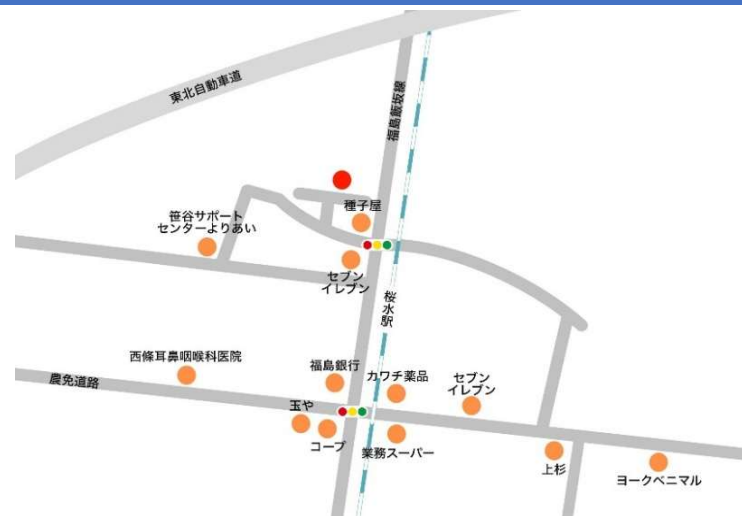 東北自動車道
福島飯坂線
種子屋
笹谷サポート
センターよりあい
セブン
イレブン
桜水駅
西條耳鼻咽喉科医院
福島銀行
カワチ薬品
セブン
イレブン
農免道路
玉や
コープ
業務スーパー
上杉
ヨークベニマル